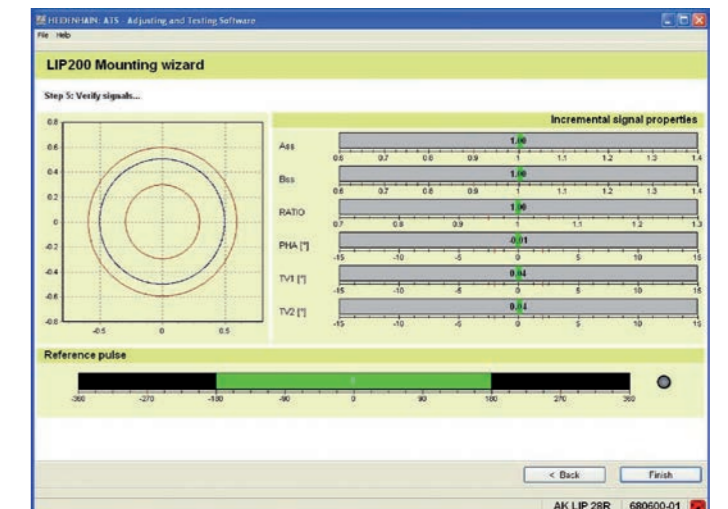 HEIDENHAIN: ATS - Adjusting and Testing Software
File Help
LIP200 Mounting wizard
Step 5: Verify signals...
Incremental signal properties
0.8
0.6
0.4
0.2
0
-0.2
-0.4
-0.6
-0.8
-0.5 0 0.5
Ass 1.00
0.6 0.7 0.8 0.9 1 1.1 1.2 1.3 1.4
Bss 1.00
0.6 0.7 0.8 0.9 1 1.1 1.2 1.3 1.4
RATIO 1.00
0.7 0.8 0.9 1 1.1 1.2 1.3
PHA [°] -0.01
-15 -10 -5 0 5 10 15
TV1 [°] 0.04
-15 -10 -5 0 5 10 15
TV2 [°] 0.04
-15 -10 -5 0 5 10 15
Reference pulse
-360 -270 -180 -90 0 90 180 270 360
< Back Finish
AK LIP 28R 680600-01